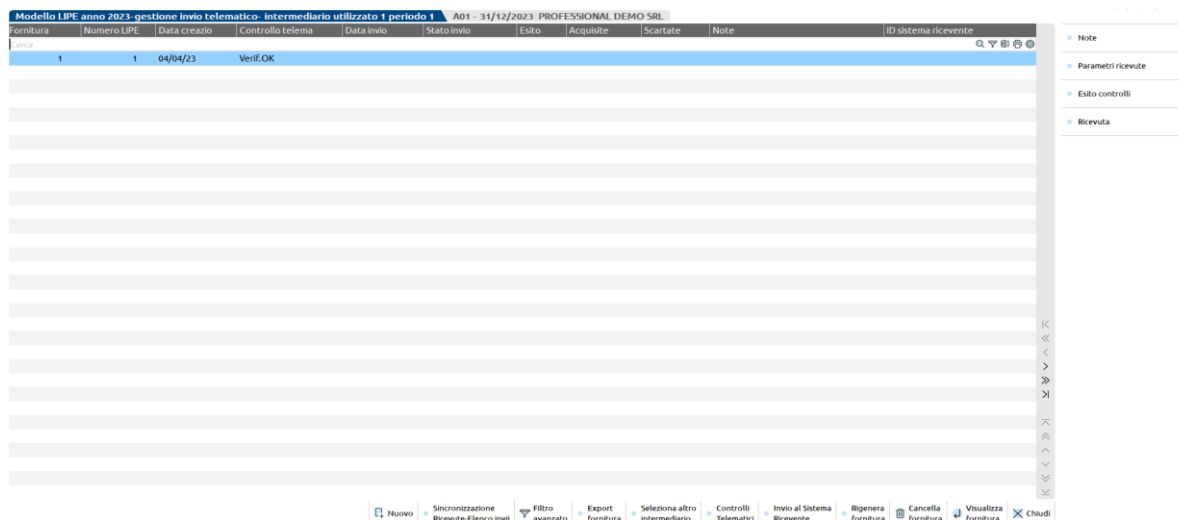 Modello LIPE anno 2023-gestione invio telematico- intermediario utilizzato 1 periodo 1 A01 - 31/12/2023 PROFESSIONAL DEMO SRL
Fornitura Numero LIPE Data creazio Controllo telema Data invio Stato invio Esito Acquisite Scartate Note ID sistema ricevente
Cerca
1 1 04/04/23 Verif.OK
Note
Parametri ricevute
Esito controlli
Ricevuta
Nuovo
Sincronizzazione
Ricevute-Elenco invii
Filtro
avanzato
Export
fornitura
Seleziona altro
intermediario
Controlli
Telematici
Invio al Sistema
Ricevente
Rigenera
fornitura
Cancella
fornitura
Visualizza
fornitura
Chiudi